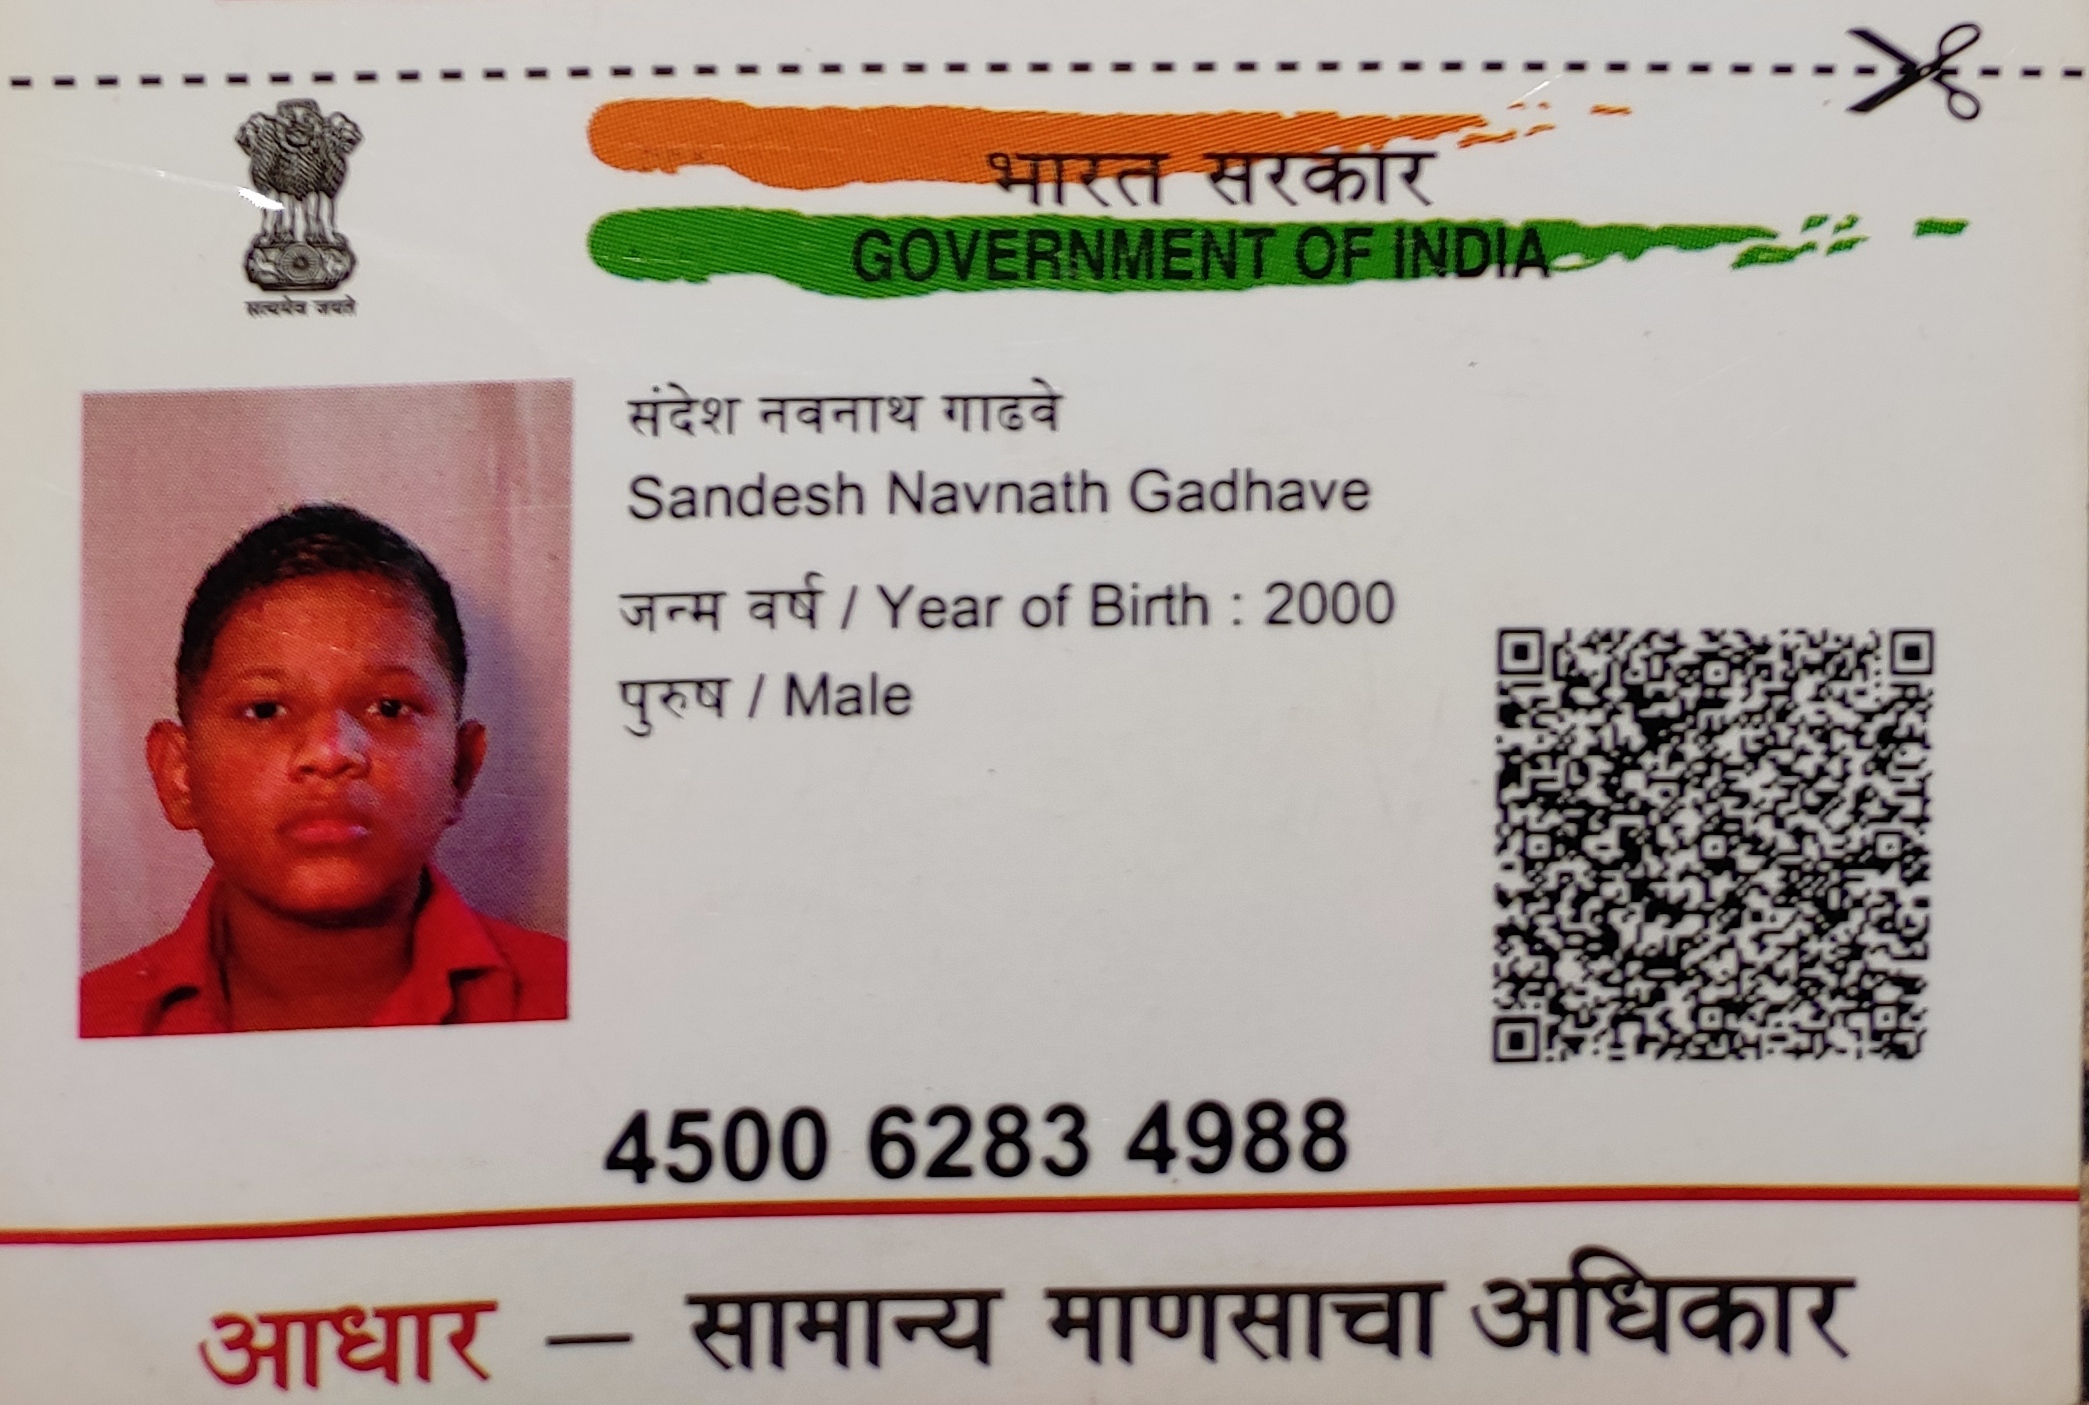 भारत सरकार
GOVERNMENT OF INDIA
सत्यमेव जयते
संदेश नवनाथ गाढवे
Sandesh Navnath Gadhave
जन्म वर्ष / Year of Birth : 2000
पुरुष / Male
4500 6283 4988
आधार — सामान्य माणसाचा अधिकार